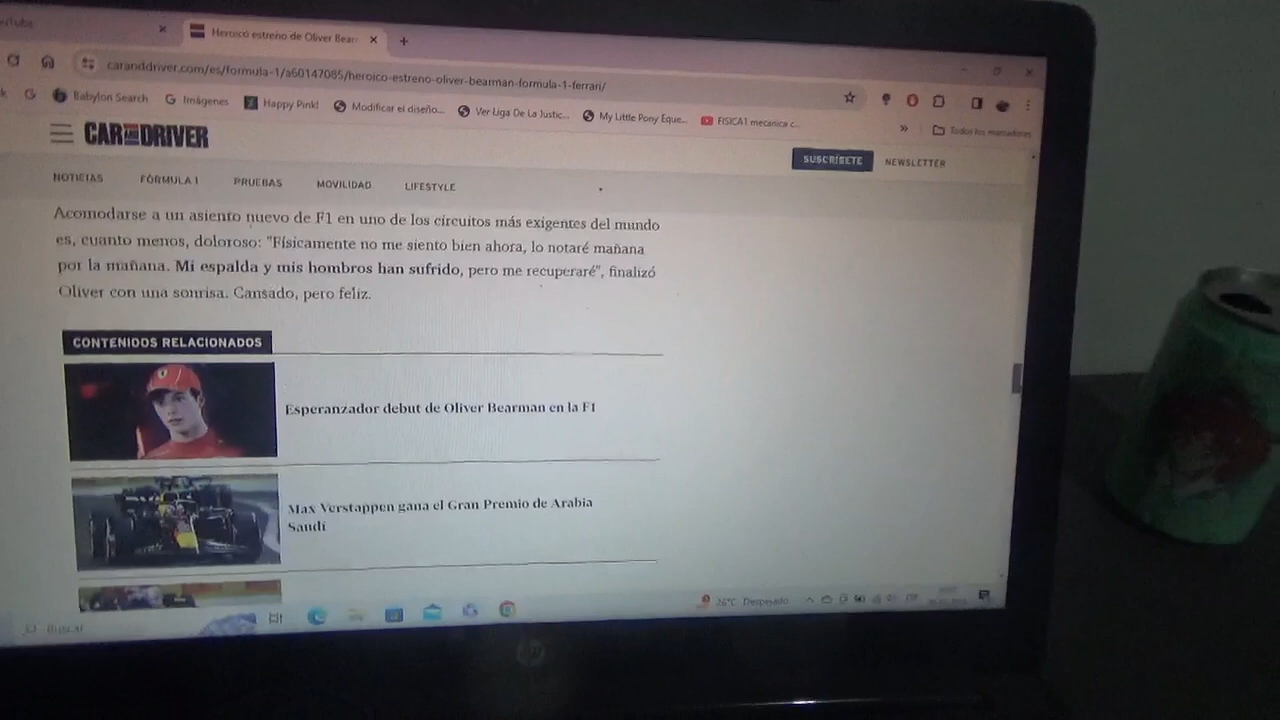 Heroico estreno de Oliver Bear
caranddriver.com/es/formula-1/a60147085/heroico-estreno-oliver-bearman-formula-1-ferrari/
Babylon Search
Imágenes
Happy Pink!
Modificar el diseño...
Ver Liga De La Justic...
My Little Pony Eque...
FISICA1 mecanica c...
Todos los marcadores
CAR AND DRIVER
SUSCRÍBETE
NEWSLETTER
NOTICIAS
FÓRMULA 1
PRUEBAS
MOVILIDAD
LIFESTYLE
Acomodarse a un asiento nuevo de F1 en uno de los circuitos más exigentes del mundo
es, cuanto menos, doloroso: "Físicamente no me siento bien ahora, lo notaré mañana
por la mañana. Mi espalda y mis hombros han sufrido, pero me recuperaré", finalizó
Oliver con una sonrisa. Cansado, pero feliz.
CONTENIDOS RELACIONADOS
Esperanzador debut de Oliver Bearman en la F1
Max Verstappen gana el Gran Premio de Arabia
Saudí
Buscar
26°C Despejado
hp